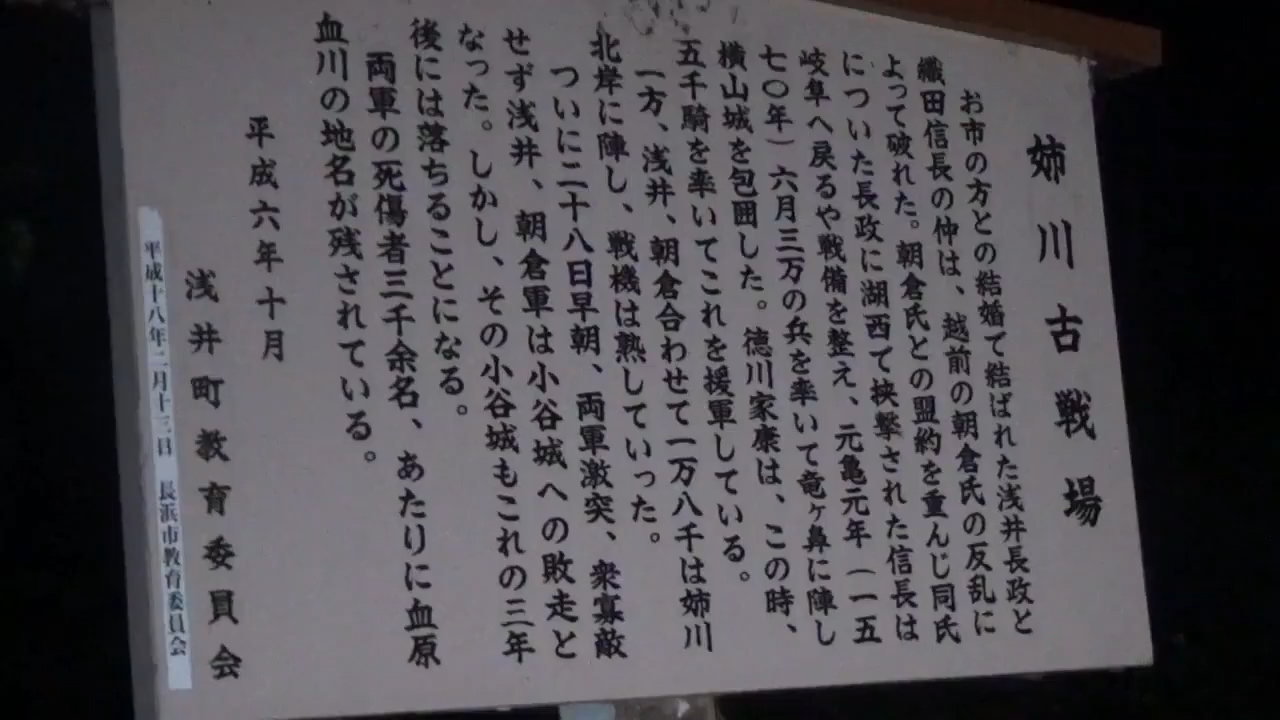 姉川古戦場
お市の方との結婚で結ばれた浅井長政と
織田信長の仲は、越前の朝倉氏の反乱に
よって破れた。朝倉氏との盟約を重んじ同氏
についた長政に湖西で挟撃された信長は
岐阜へ戻るや戦備を整え、元亀元年(一五
七〇年)六月三万の兵を率いて竜ヶ鼻に陣し
横山城を包囲した。徳川家康は、この時、
五千騎を率いてこれを援軍している。
一方、浅井、朝倉合わせて一万八千は姉川
北岸に陣し、戦機は熟していった。
ついに二十八日早朝、両軍激突、衆寡敵
せず浅井、朝倉軍は小谷城への敗走と
なった。しかし、その小谷城もこれの三年
後には落ちることになる。
両軍の死傷者三千余名、あたりに血原
血川の地名が残されている。
平成六年十月
浅井町教育委員会
平成十八年二月十三日 長浜市教育委員会